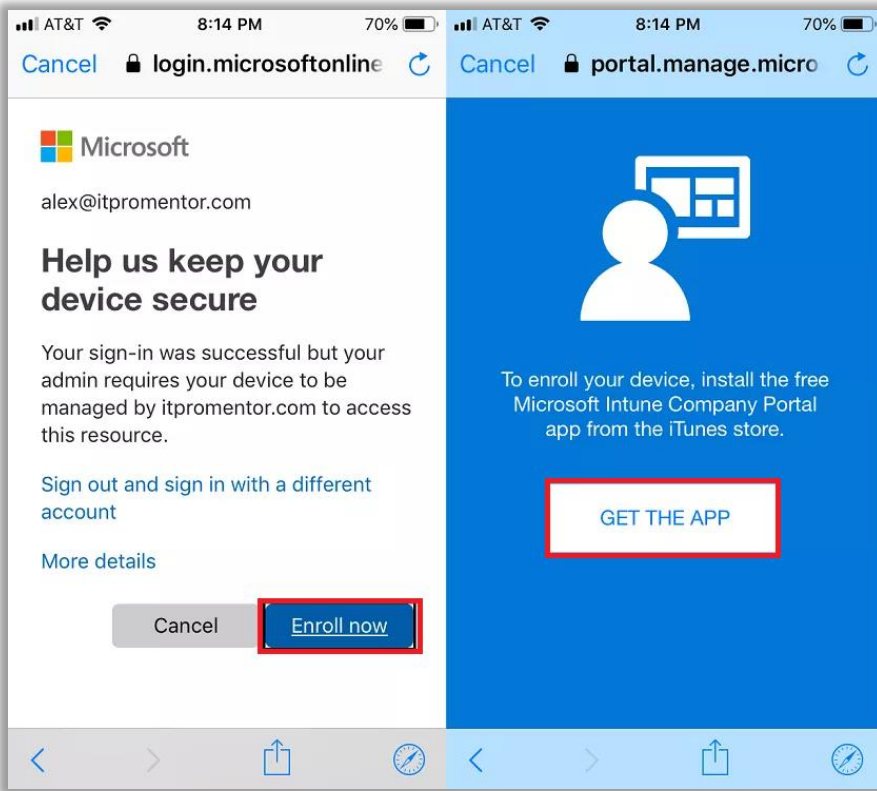 AT&T 8:14 PM 70%
Cancel login.microsoftonline
Microsoft
alex@itpromentor.com
Help us keep your
device secure
Your sign-in was successful but your
admin requires your device to be
managed by itpromentor.com to access
this resource.
Sign out and sign in with a different
account
More details
Cancel Enroll now
AT&T 8:14 PM 70%
Cancel portal.manage.micro
To enroll your device, install the free
Microsoft Intune Company Portal
app from the iTunes store.
GET THE APP